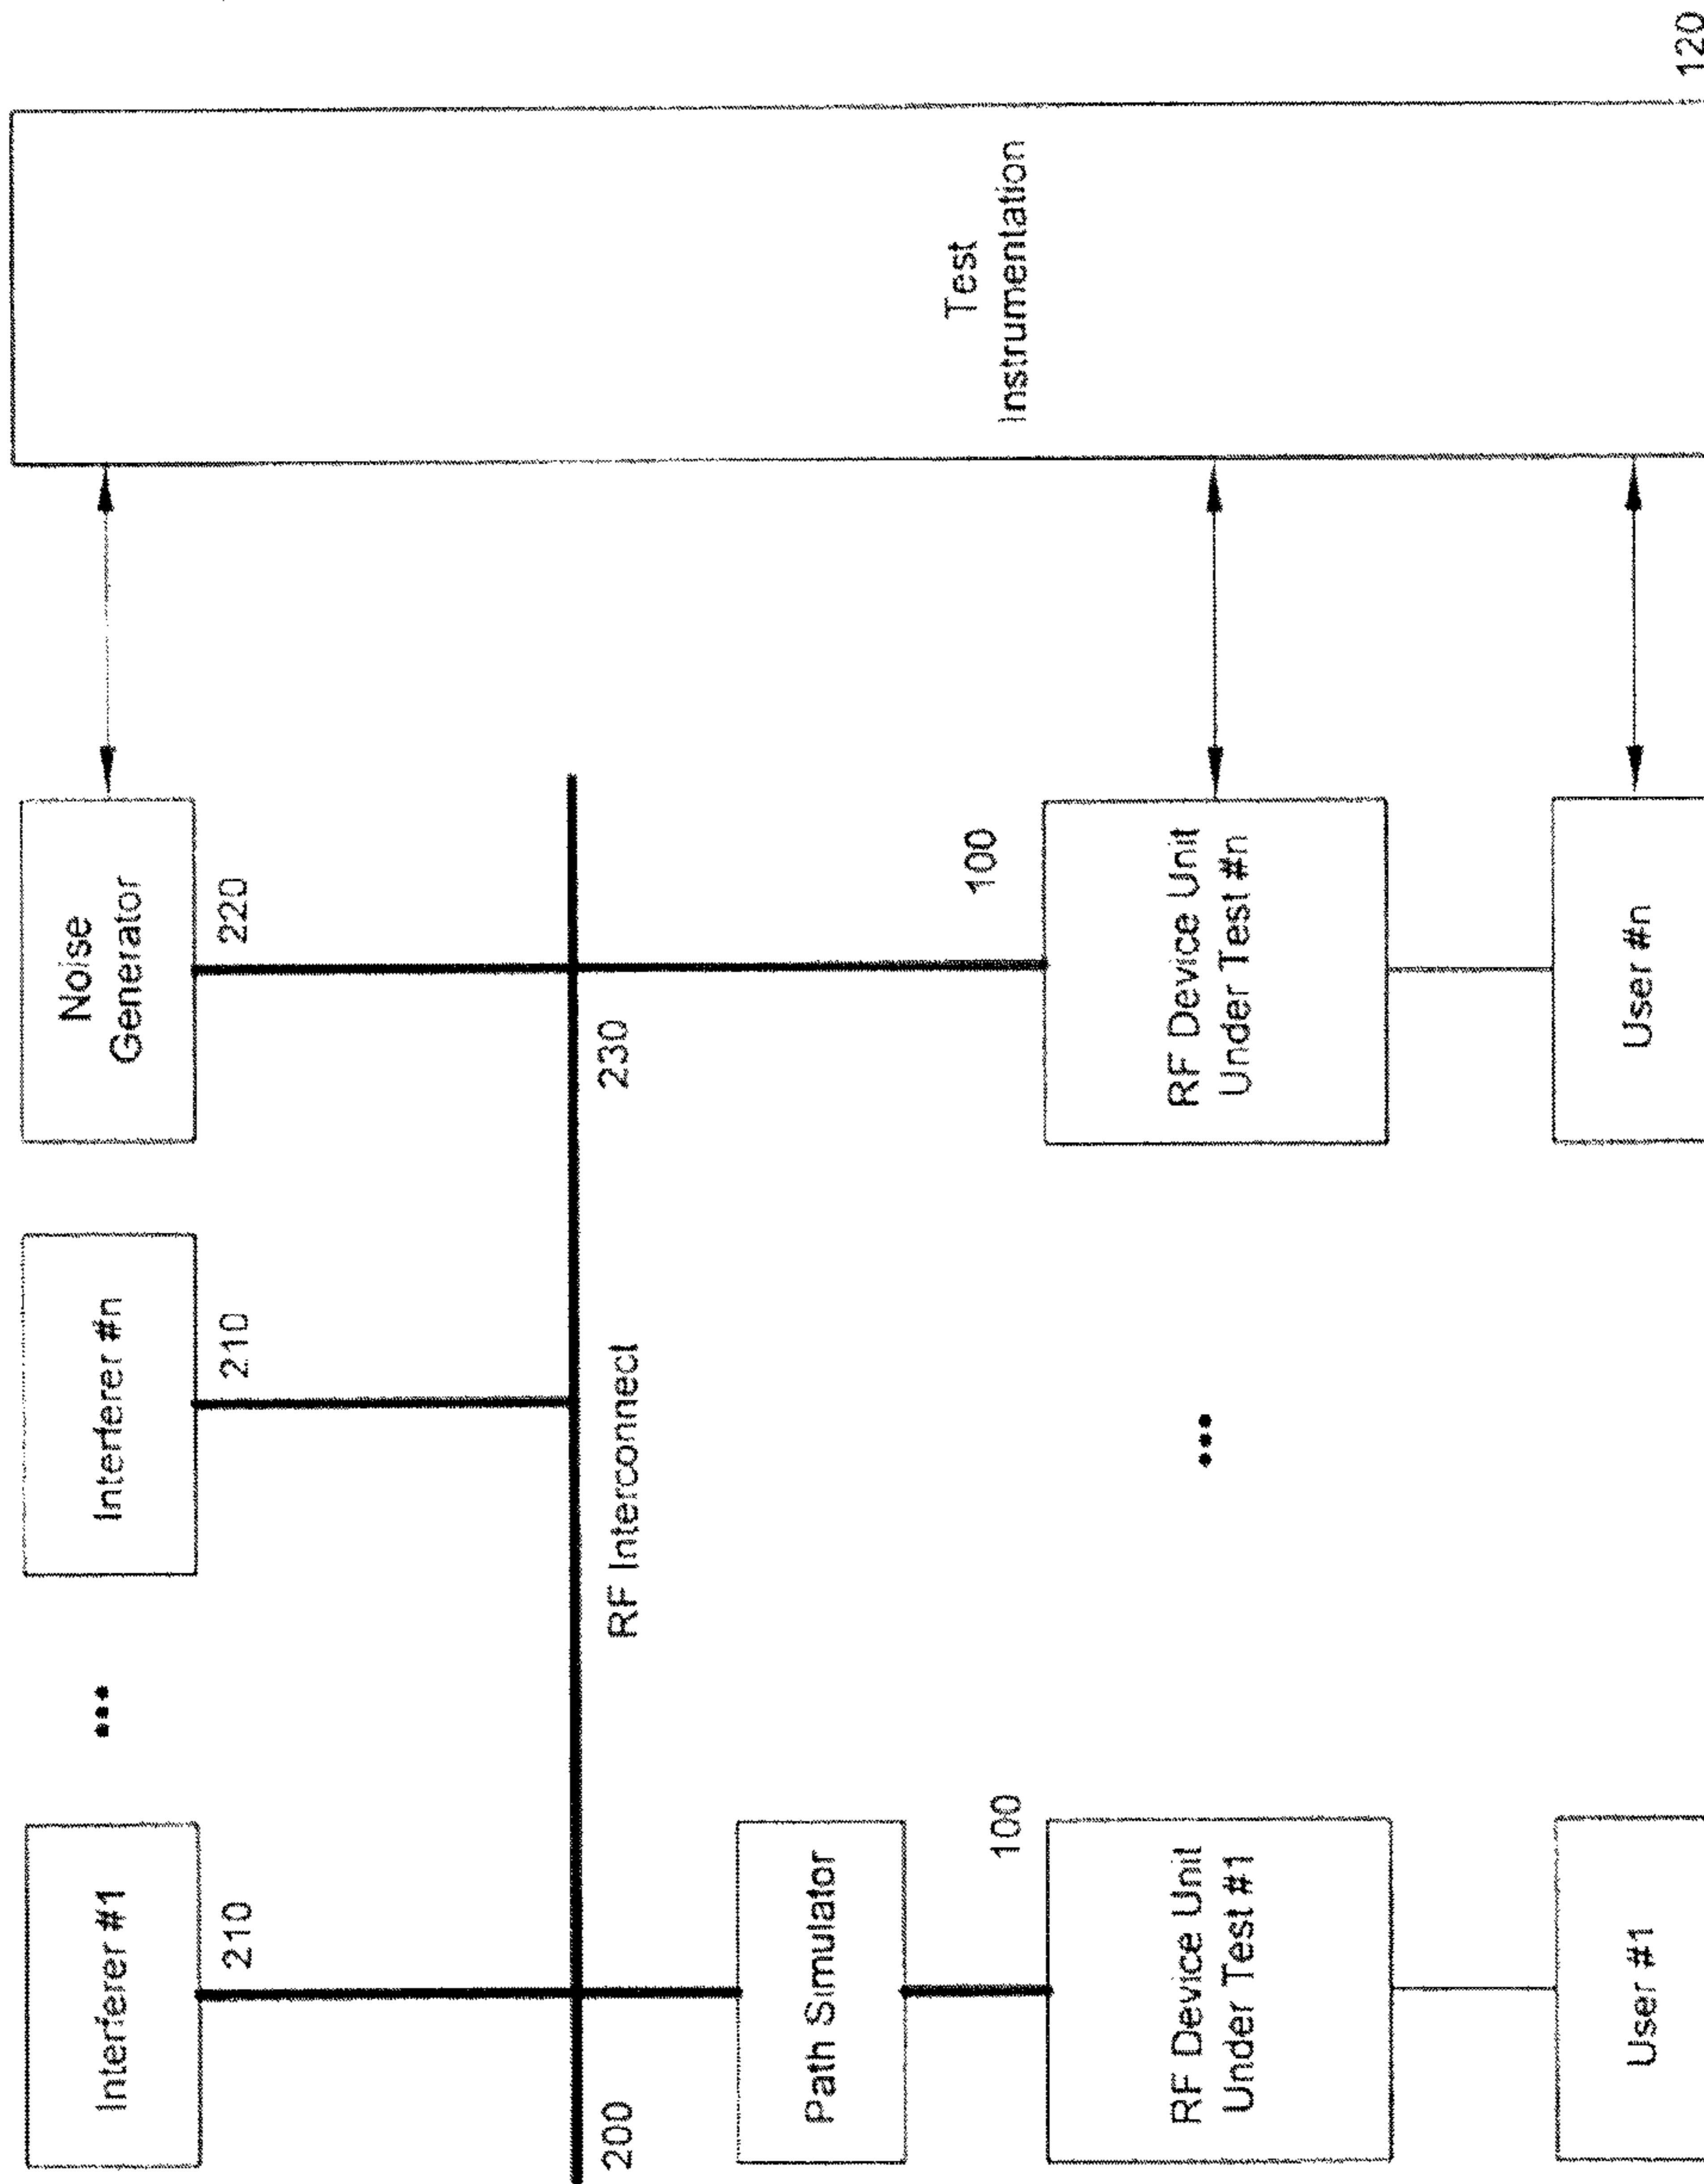 Interferer #1
210
•••
Interferer #n
210
Noise
Generator
220
200
RF Interconnect
230
Path Simulator
100
RF Device Unit
Under Test #1
•••
100
RF Device Unit
Under Test #n
User #1
User #n
Test
Instrumentation
120